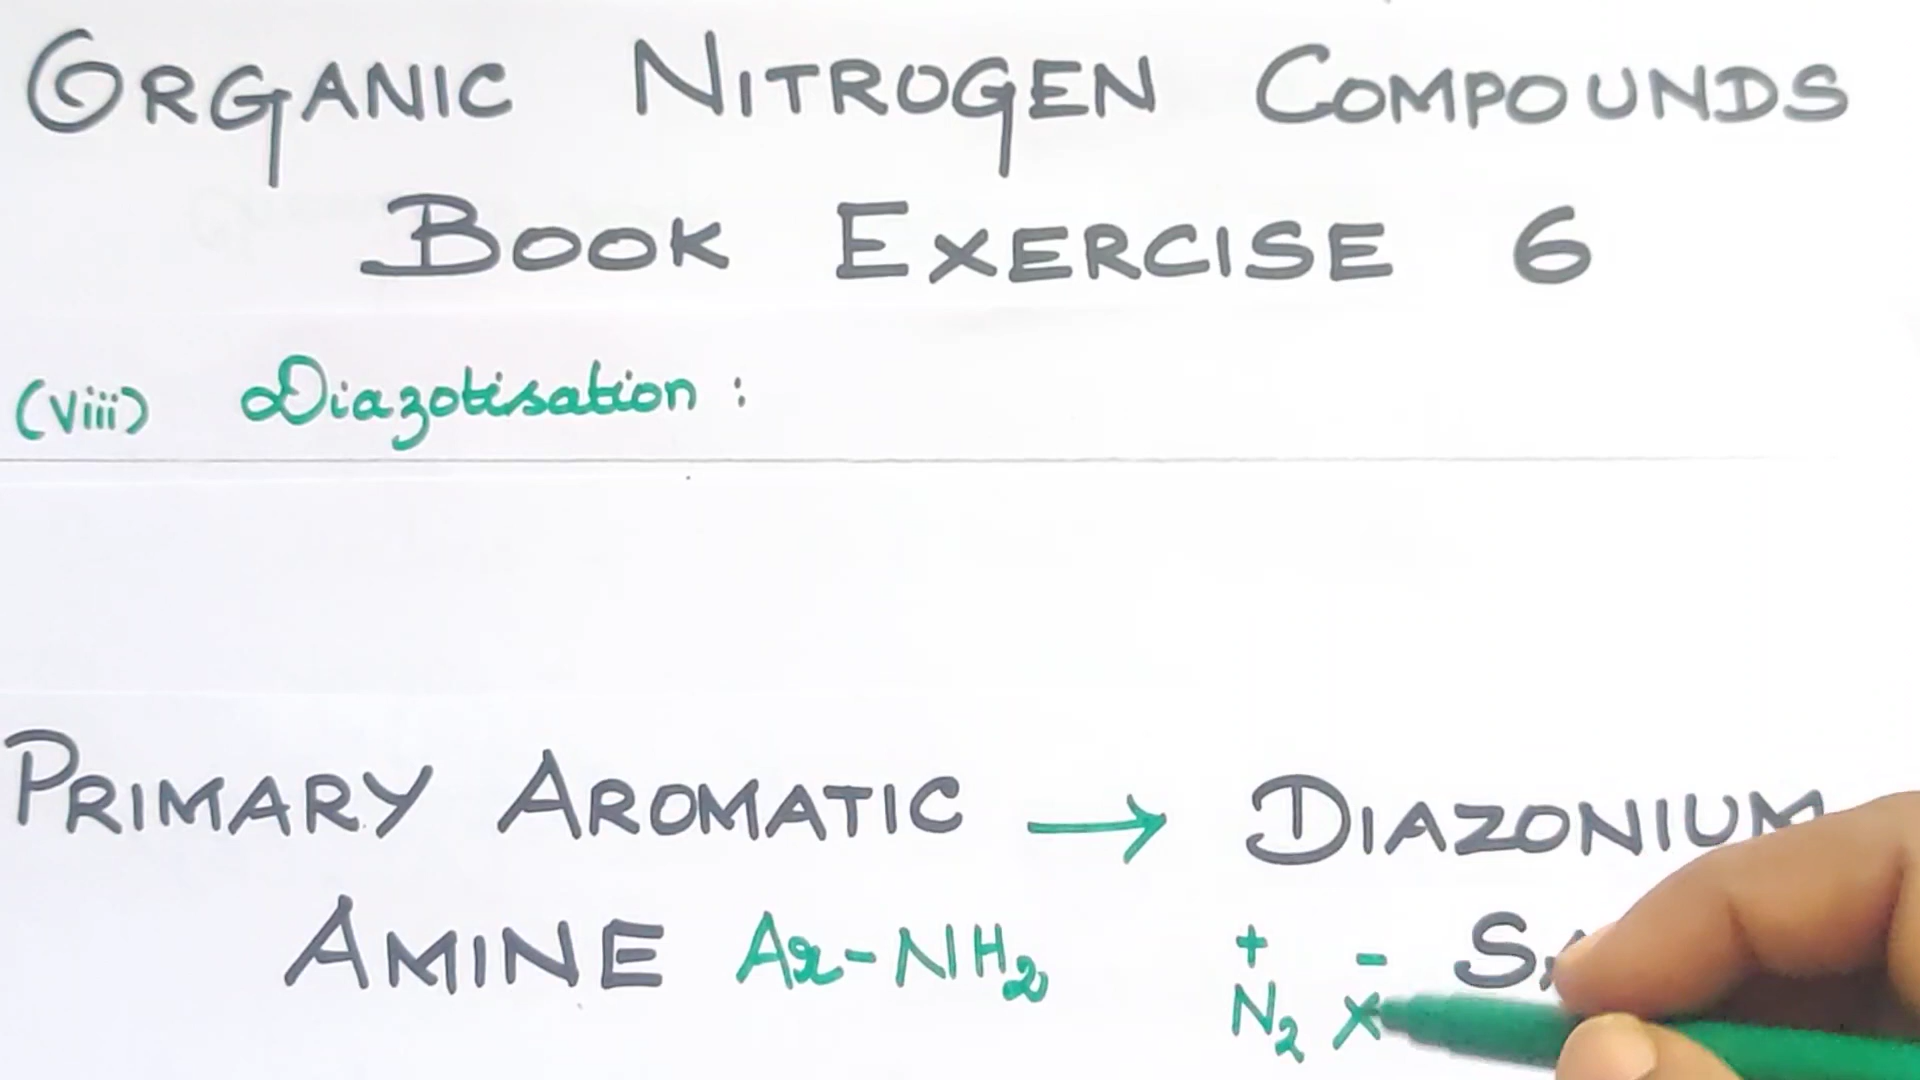 ORGANIC NITROGEN COMPOUNDS
BOOK EXERCISE 6
(viii) Diazotisation :
PRIMARY AROMATIC → DIAZONIUM
AMINE Ar-NH₂
+ -
N₂ X